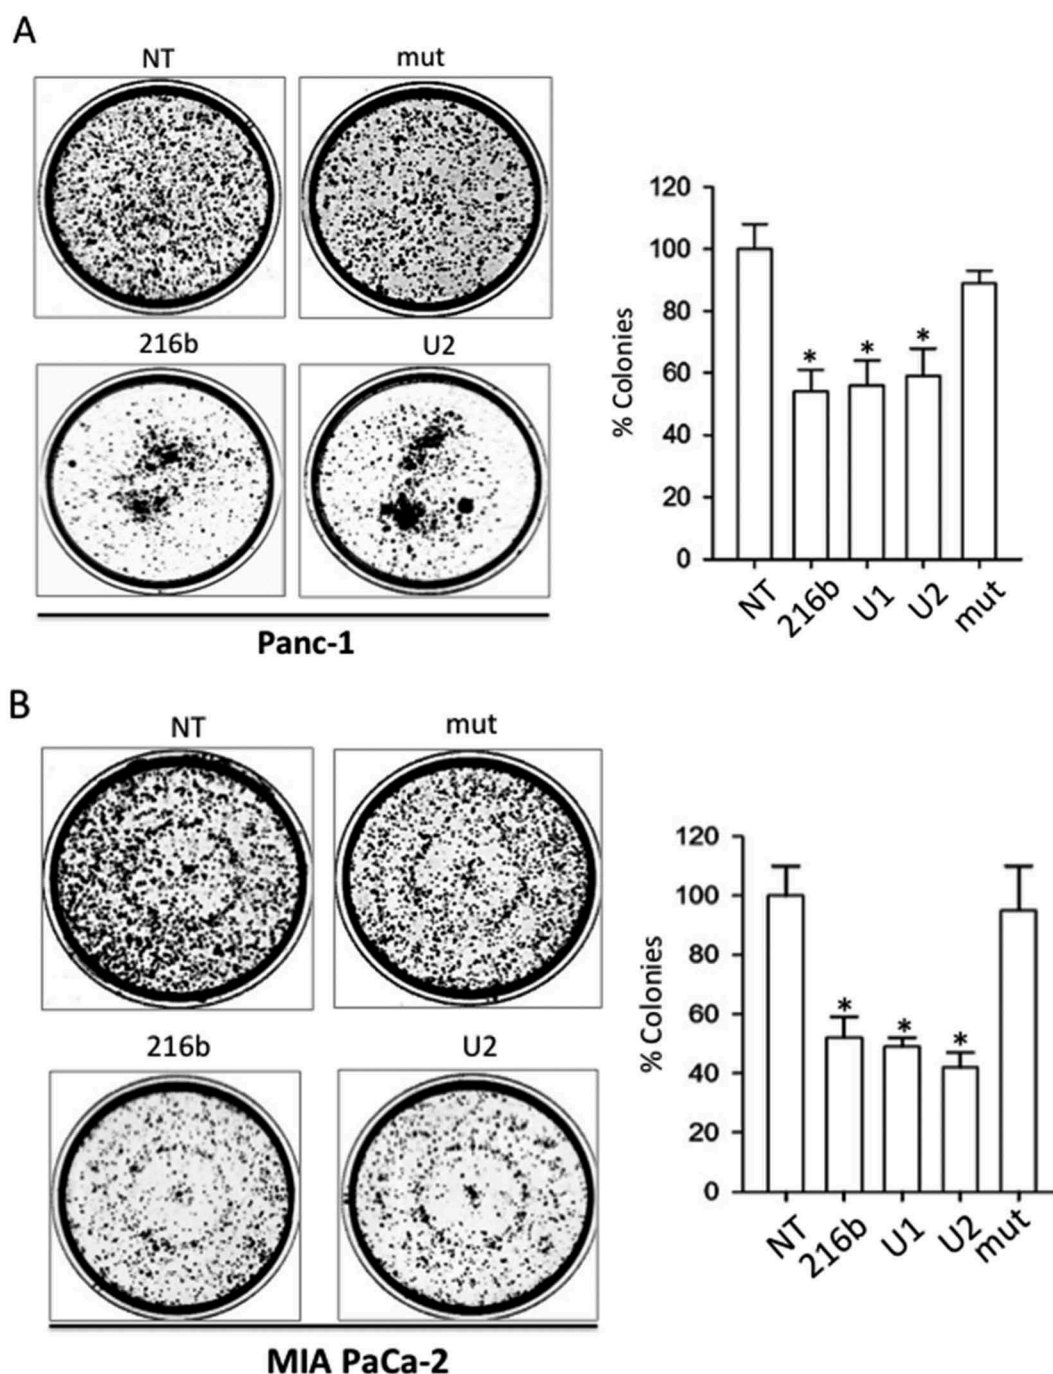 A
NT
mut
216b
U2
Panc-1
% Colonies
120
100
80
60
40
20
0
*
*
*
NT
216b
U1
U2
mut
B
NT
mut
216b
U2
MIA PaCa-2
% Colonies
120
100
80
60
40
20
0
*
*
*
NT
216b
U1
U2
mut